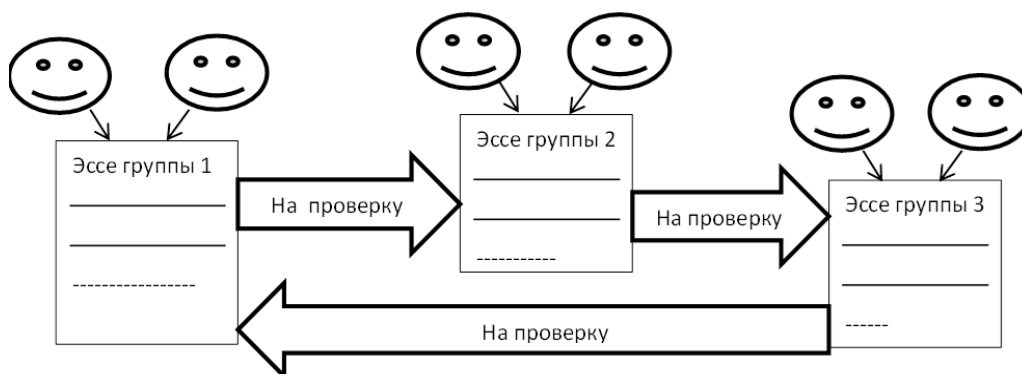 Эссе группы 1
На проверку
Эссе группы 2
На проверку
Эссе группы 3
На проверку